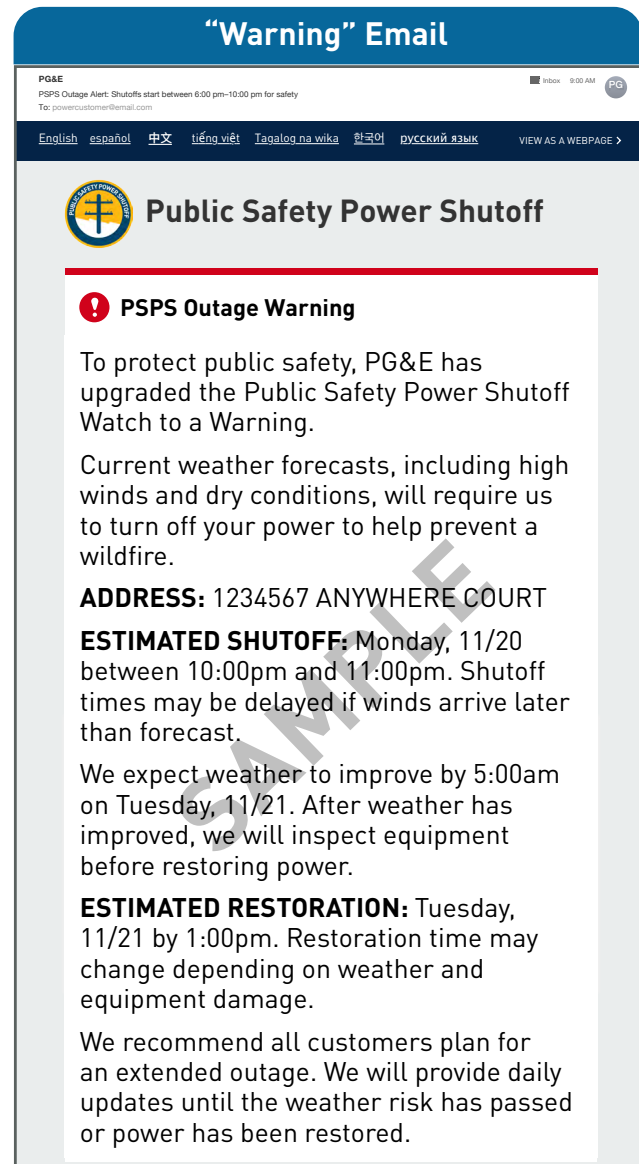 “Warning” Email
PG&E
Inbox 9:00 AM
PG
PSPS Outage Alert: Shutoffs start between 6:00 pm–10:00 pm for safety
To: powercustomer@email.com
English español 中文 tiếng việt Tagalog na wika 한국어 русский язык VIEW AS A WEBPAGE >
PUBLIC SAFETY POWER SHUTOFF
Public Safety Power Shutoff
! PSPS Outage Warning
To protect public safety, PG&E has
upgraded the Public Safety Power Shutoff
Watch to a Warning.
Current weather forecasts, including high
winds and dry conditions, will require us
to turn off your power to help prevent a
wildfire.
ADDRESS: 1234567 ANYWHERE COURT
ESTIMATED SHUTOFF: Monday, 11/20
between 10:00pm and 11:00pm. Shutoff
times may be delayed if winds arrive later
than forecast.
We expect weather to improve by 5:00am
on Tuesday, 11/21. After weather has
improved, we will inspect equipment
before restoring power.
ESTIMATED RESTORATION: Tuesday,
11/21 by 1:00pm. Restoration time may
change depending on weather and
equipment damage.
We recommend all customers plan for
an extended outage. We will provide daily
updates until the weather risk has passed
or power has been restored.
SAMPLE